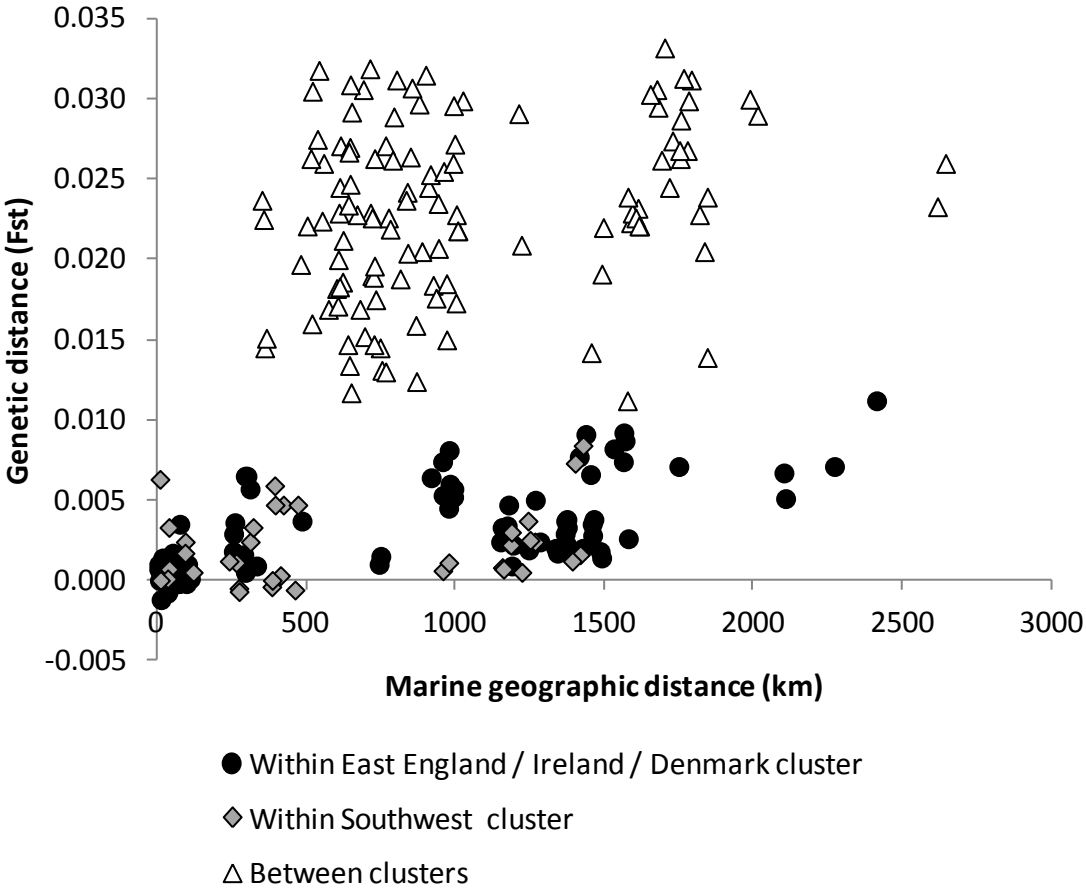 0.035
0.030
0.025
0.020
0.015
0.010
0.005
0.000
-0.005
Genetic distance (Fst)
0 500 1000 1500 2000 2500 3000
Marine geographic distance (km)
Within East England / Ireland / Denmark cluster
Within Southwest cluster
Between clusters